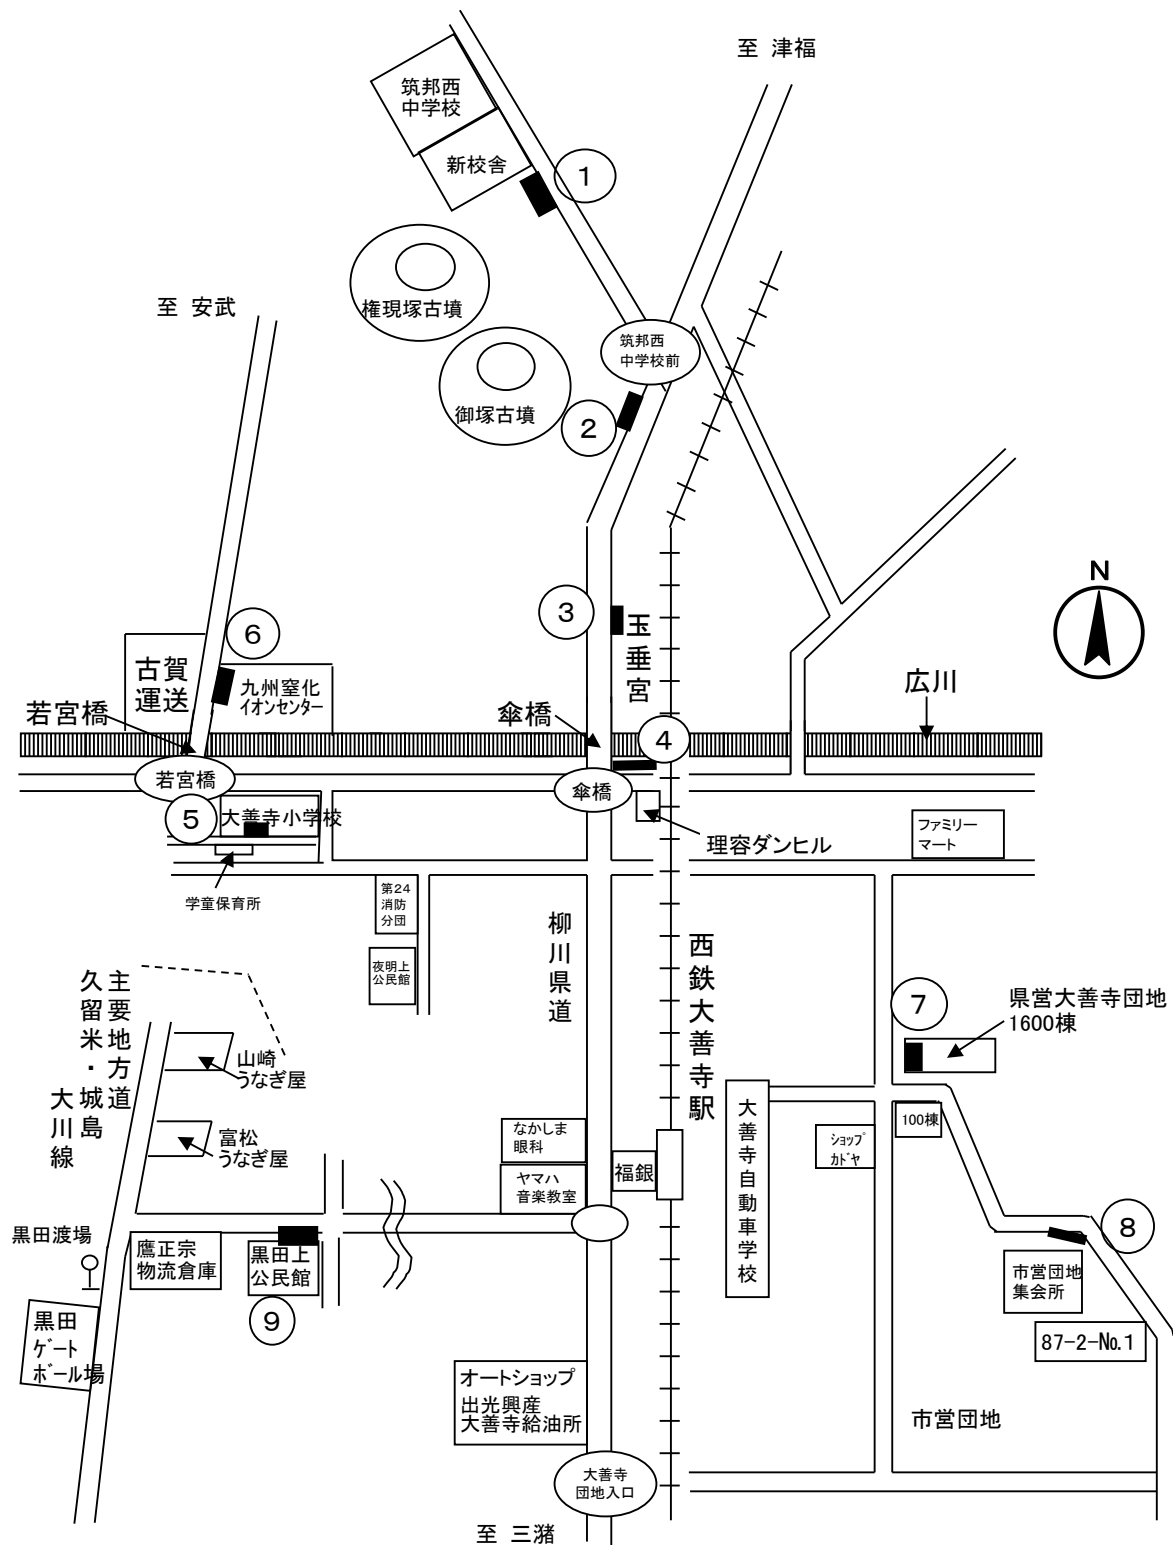 至 津福
筑邦西
中学校
新校舎
1
権現塚古墳
至 安武
筑邦西
中学校前
御塚古墳
2
N
3
玉垂宮
6
古賀
運送
九州窒化
イオンセンター
広川
若宮橋
傘橋
4
若宮橋
傘橋
5
大善寺小学校
理容ダンヒル
ファミリー
マート
学童保育所
第24
消防
分団
柳川県道
夜明上
公民館
西鉄大善寺駅
主要地方道
久留米・城島
大川線
7
県営大善寺団地
1600棟
山崎
うなぎ屋
大善寺自動車学校
100棟
なかしま
眼科
ショップ
カドヤ
富松
うなぎ屋
福銀
ヤマハ
音楽教室
8
黒田渡場
鷹正宗
物流倉庫
黒田上
公民館
市営団地
集会所
9
黒田
ゲート
ボール場
87-2-No.1
オートショップ
出光興産
大善寺給油所
市営団地
大善寺
団地入口
至 三潴